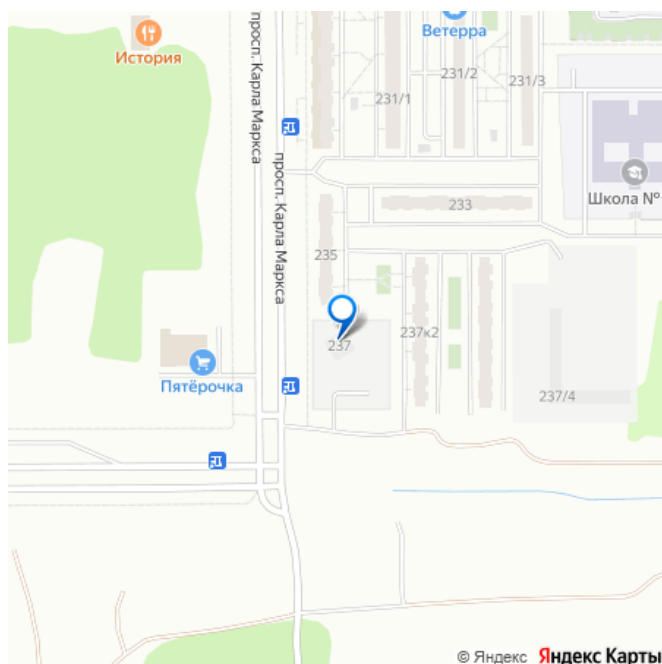 История
просп. Карла Маркса
просп. Карла Маркса
Ветерра
231/1
231/2
231/3
Школа №
233
235
237
237к2
237/4
Пятёрочка
© Яндекс Яндекс Карты